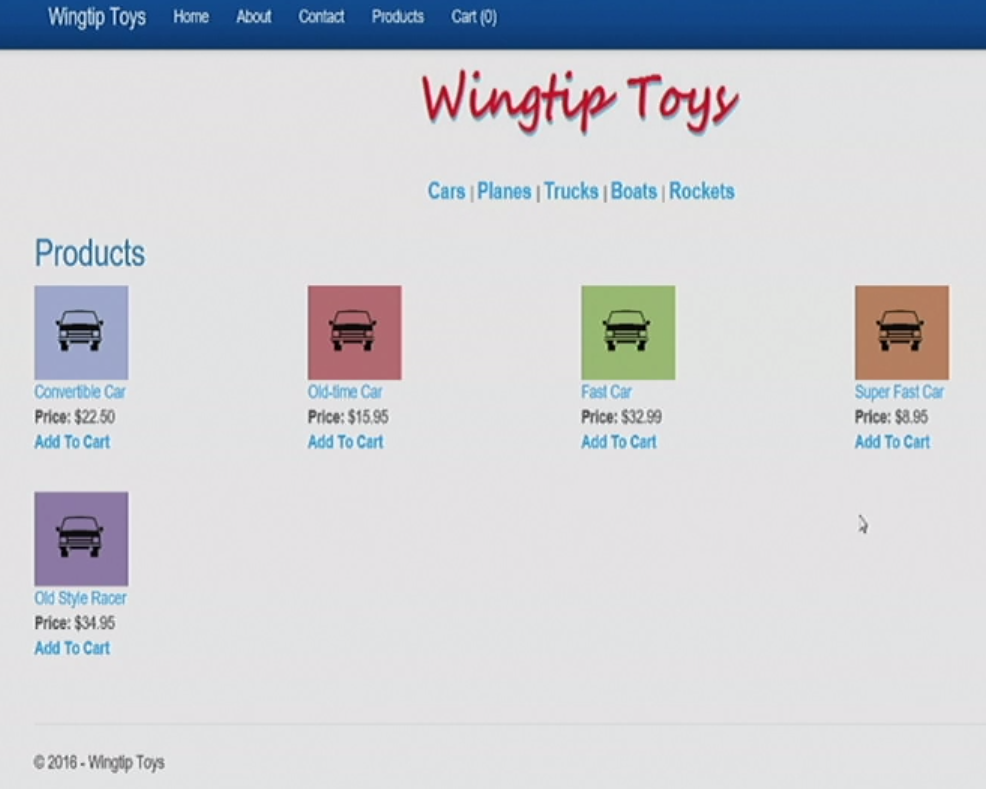 Wingtip Toys Home About Contact Products Cart (0)
Wingtip Toys
Cars | Planes | Trucks | Boats | Rockets
Products
Convertible Car
Price: $22.50
Add To Cart
Old-time Car
Price: $15.95
Add To Cart
Fast Car
Price: $32.99
Add To Cart
Super Fast Car
Price: $8.95
Add To Cart
Old Style Racer
Price: $34.95
Add To Cart
© 2016 - Wingtip Toys